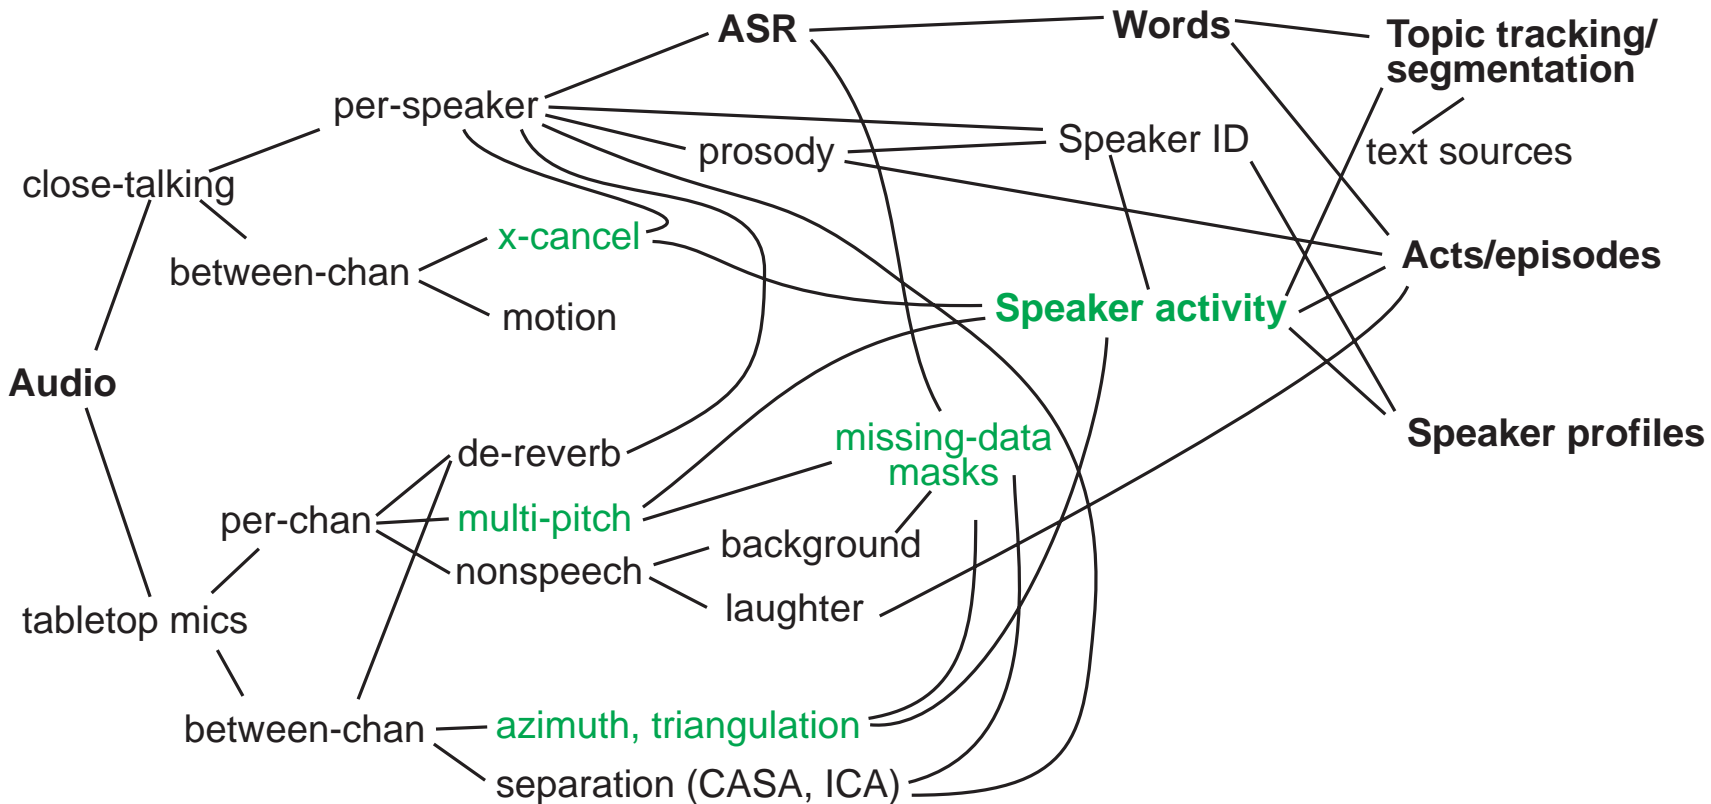 ASR
Words
Topic tracking/
segmentation
per-speaker
prosody
Speaker ID
text sources
close-talking
x-cancel
between-chan
motion
Acts/episodes
Speaker activity
Audio
Speaker profiles
de-reverb
missing-data
masks
per-chan
multi-pitch
background
nonspeech
laughter
tabletop mics
between-chan
azimuth, triangulation
separation (CASA, ICA)